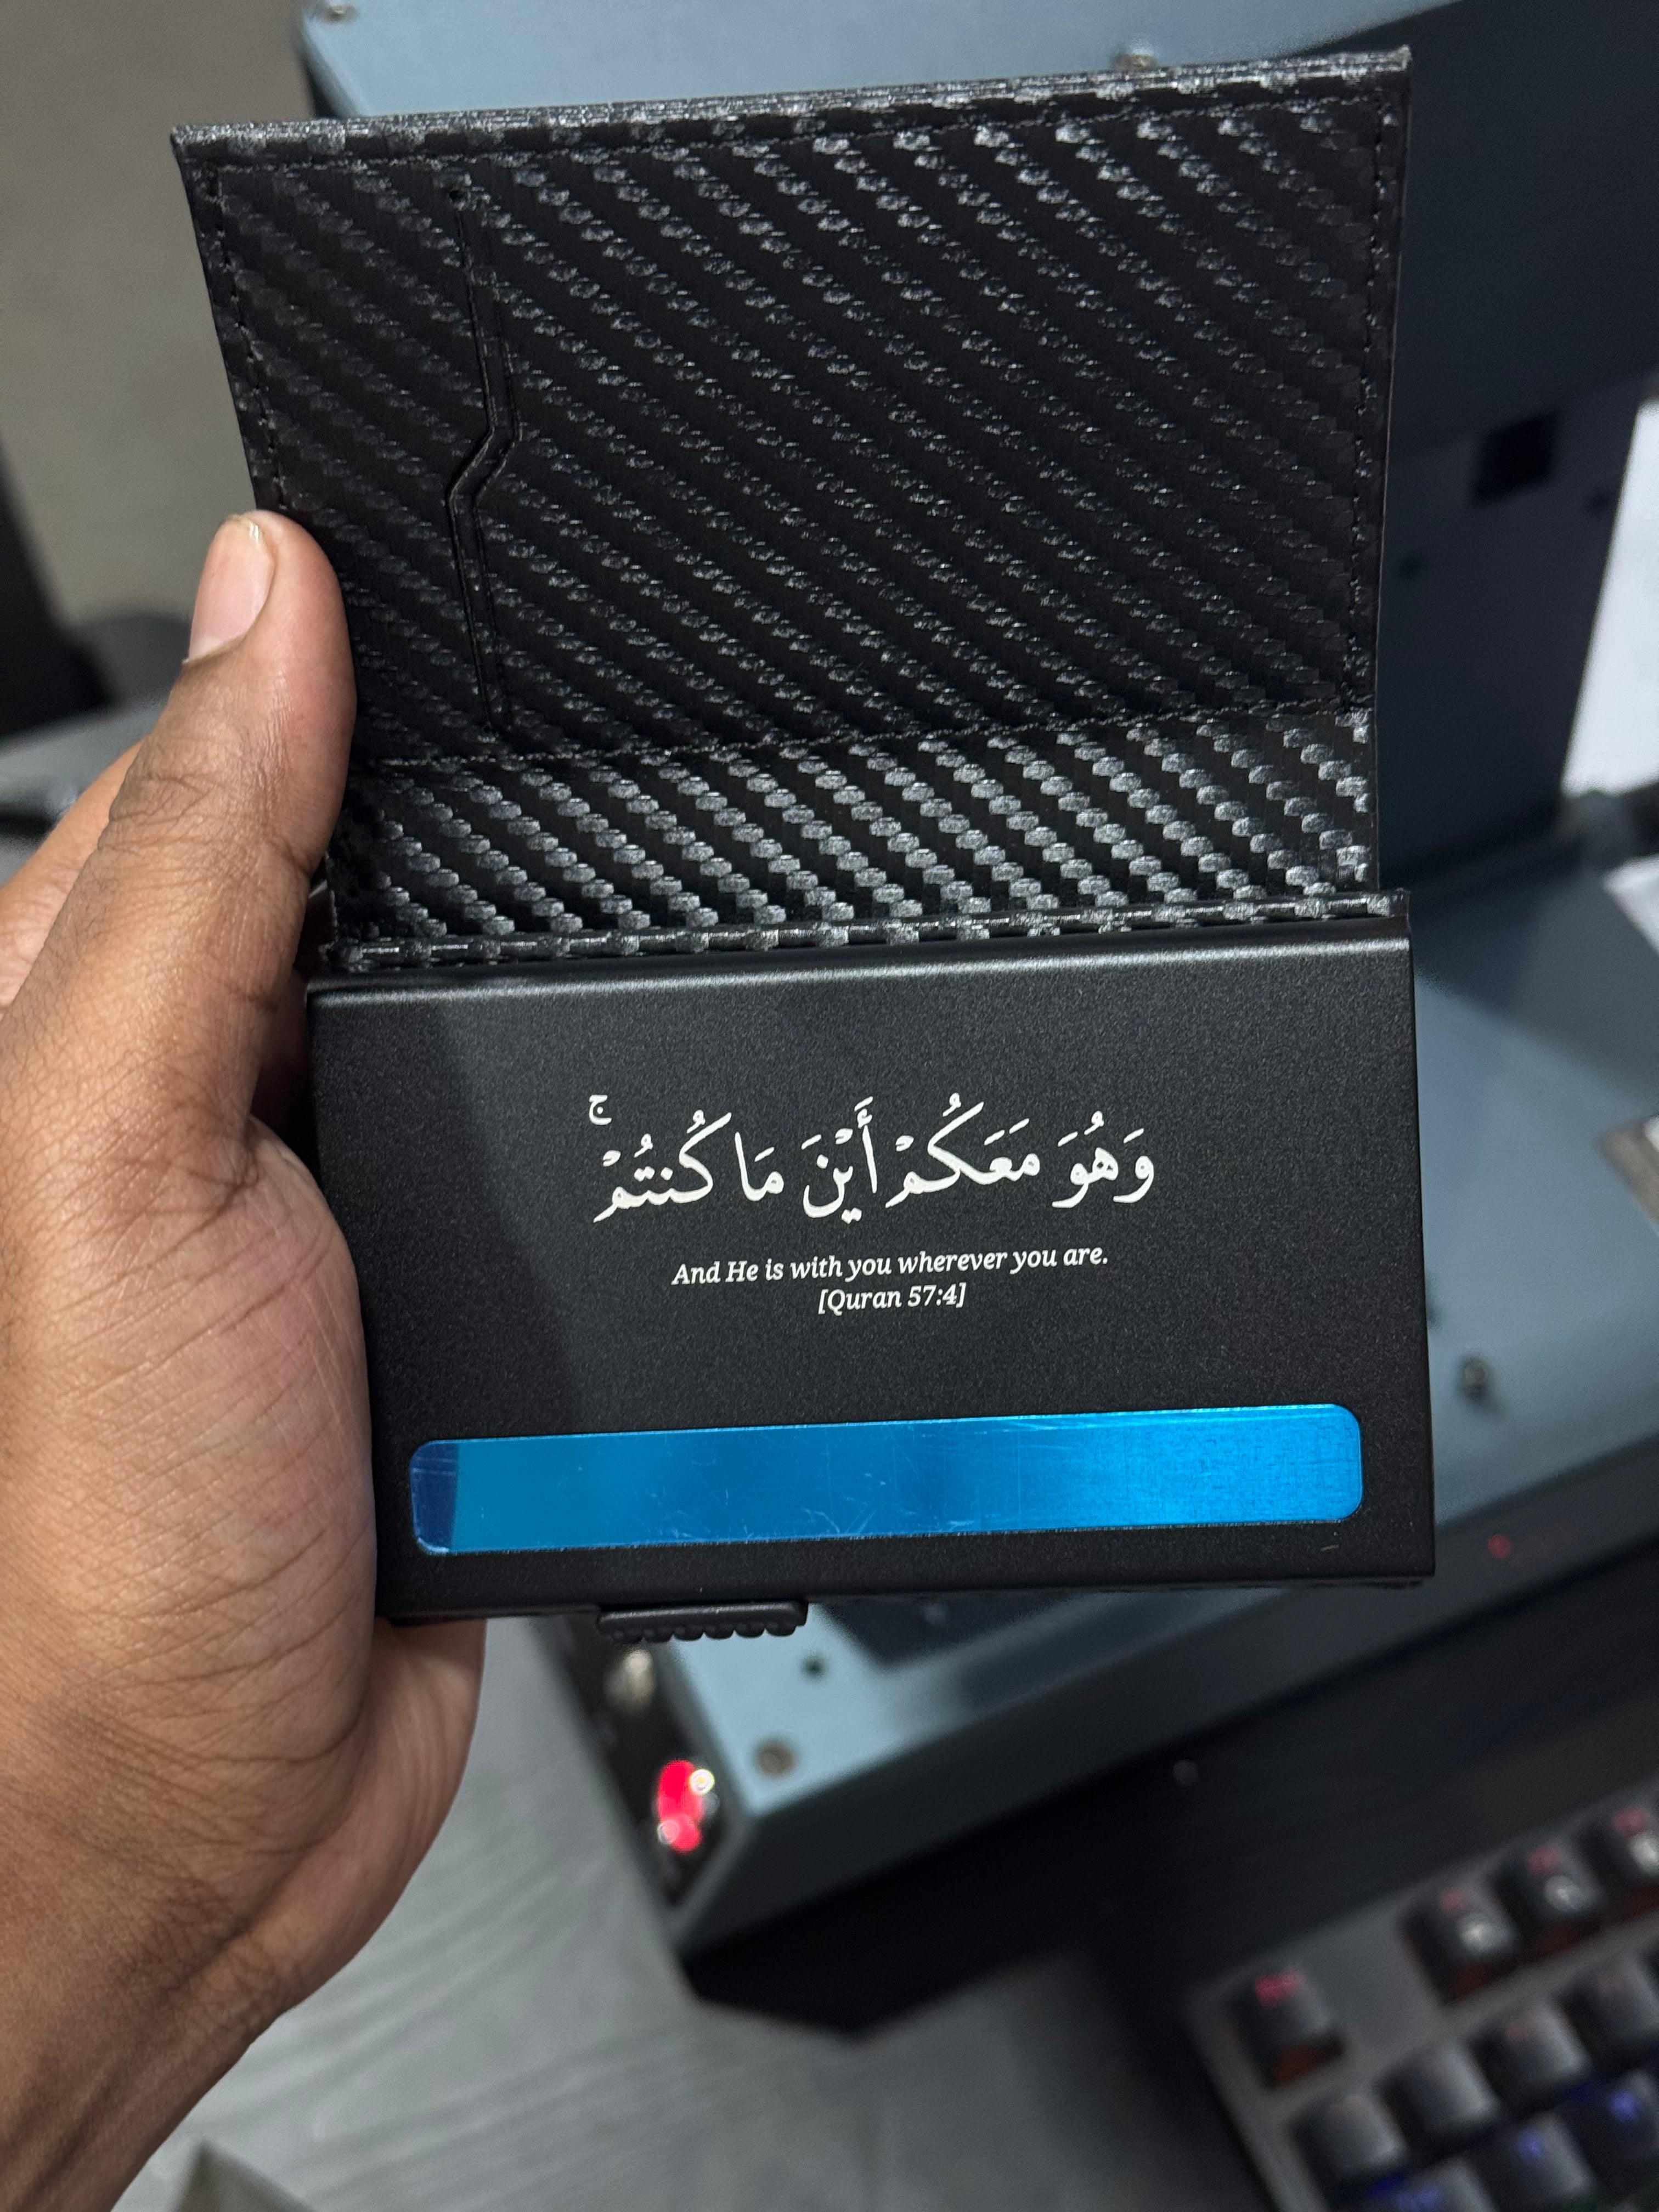 وَهُوَ مَعَكُمْ أَيْنَ مَا كُنتُمْ ۚ
And He is with you wherever you are.
[Quran 57:4]